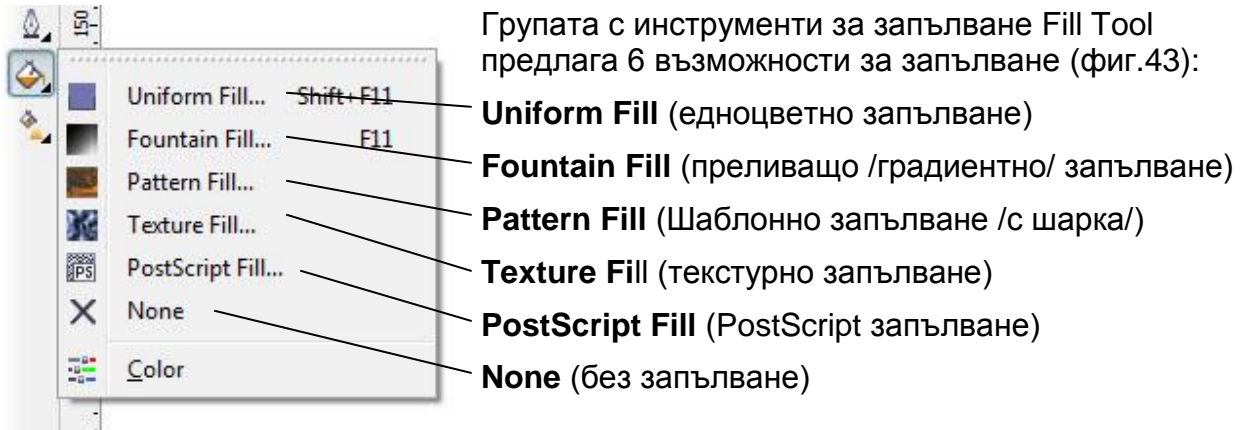 150
Uniform Fill... Shift+F11
Fountain Fill... F11
Pattern Fill...
Texture Fill...
PostScript Fill...
PS
None
Color
Групата с инструменти за запълване Fill Tool
предлага 6 възможности за запълване (фиг.43):
Uniform Fill (едноцветно запълване)
Fountain Fill (преливащо /градиентно/ запълване)
Pattern Fill (Шаблонно запълване /с шарка/)
Texture Fill (текстурно запълване)
PostScript Fill (PostScript запълване)
None (без запълване)